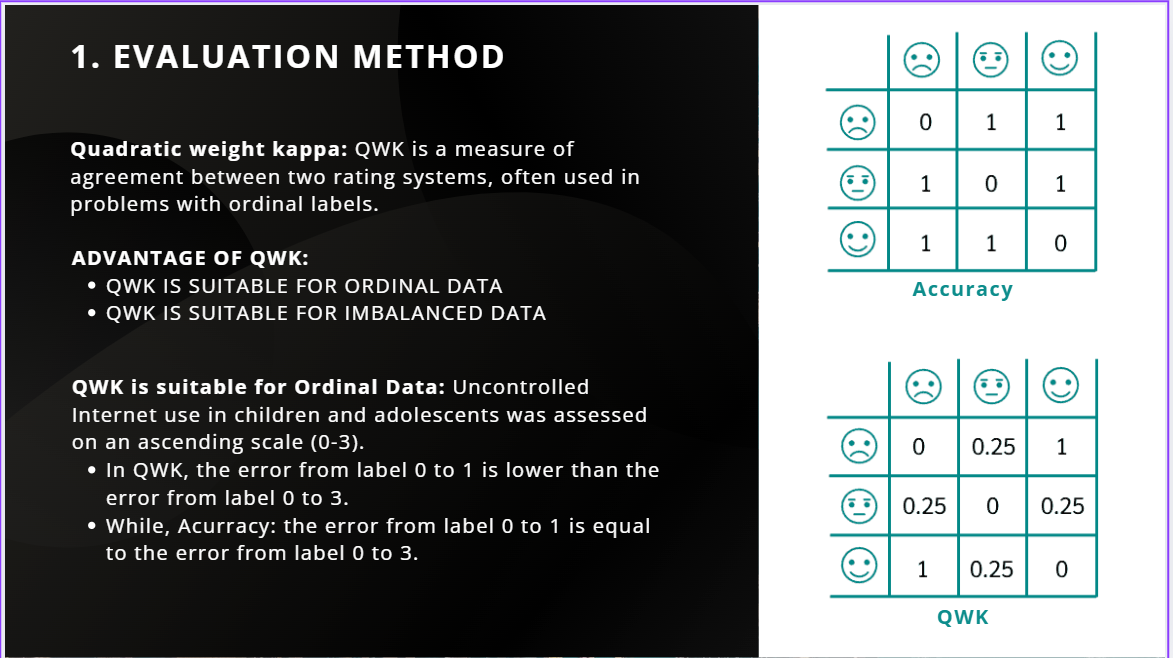 1. EVALUATION METHOD
Quadratic weight kappa: QWK is a measure of
agreement between two rating systems, often used in
problems with ordinal labels.
ADVANTAGE OF QWK:
• QWK IS SUITABLE FOR ORDINAL DATA
• QWK IS SUITABLE FOR IMBALANCED DATA
QWK is suitable for Ordinal Data: Uncontrolled
Internet use in children and adolescents was assessed
on an ascending scale (0-3).
• In QWK, the error from label 0 to 1 is lower than the
error from label 0 to 3.
• While, Acurracy: the error from label 0 to 1 is equal
to the error from label 0 to 3.
0 1 1
1 0 1
1 1 0
Accuracy
0 0.25 1
0.25 0 0.25
1 0.25 0
QWK